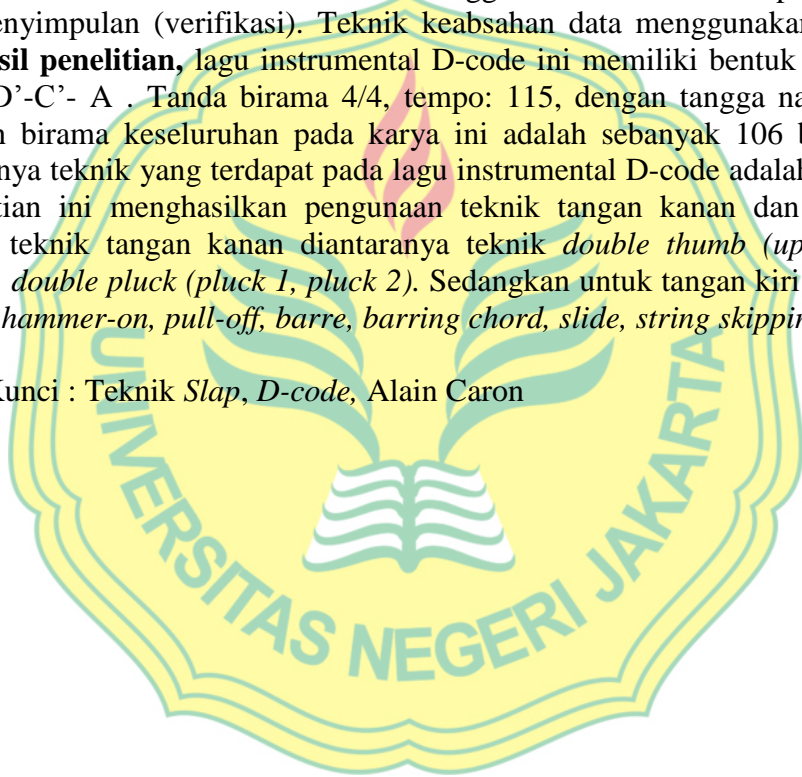 enyimpulan (verifikasi). Teknik keabsahan data menggunakan
sil penelitian, lagu instrumental D-code ini memiliki bentuk
D’-C’- A . Tanda birama 4/4, tempo: 115, dengan tangga na
n birama keseluruhan pada karya ini adalah sebanyak 106 b
nya teknik yang terdapat pada lagu instrumental D-code adalah
tian ini menghasilkan pengunaan teknik tangan kanan dan
teknik tangan kanan diantaranya teknik double thumb (up
double pluck (pluck 1, pluck 2). Sedangkan untuk tangan kiri
hammer-on, pull-off, barre, barring chord, slide, string skippin
Kunci : Teknik Slap, D-code, Alain Caron
UNIVERSITAS NEGERI JAKARTA